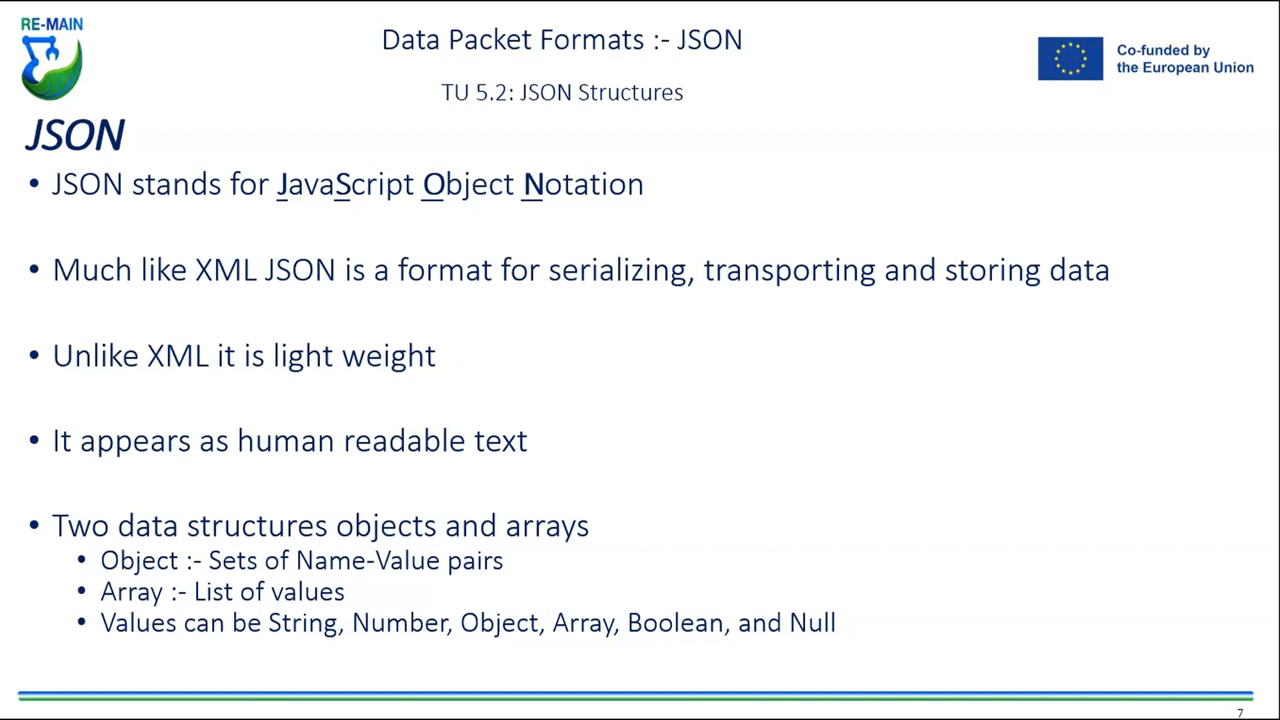 RE-MAIN
Data Packet Formats :- JSON
Co-funded by
the European Union
TU 5.2: JSON Structures
JSON
• JSON stands for JavaScript Object Notation
• Much like XML JSON is a format for serializing, transporting and storing data
• Unlike XML it is light weight
• It appears as human readable text
• Two data structures objects and arrays
• Object :- Sets of Name-Value pairs
• Array :- List of values
• Values can be String, Number, Object, Array, Boolean, and Null
7